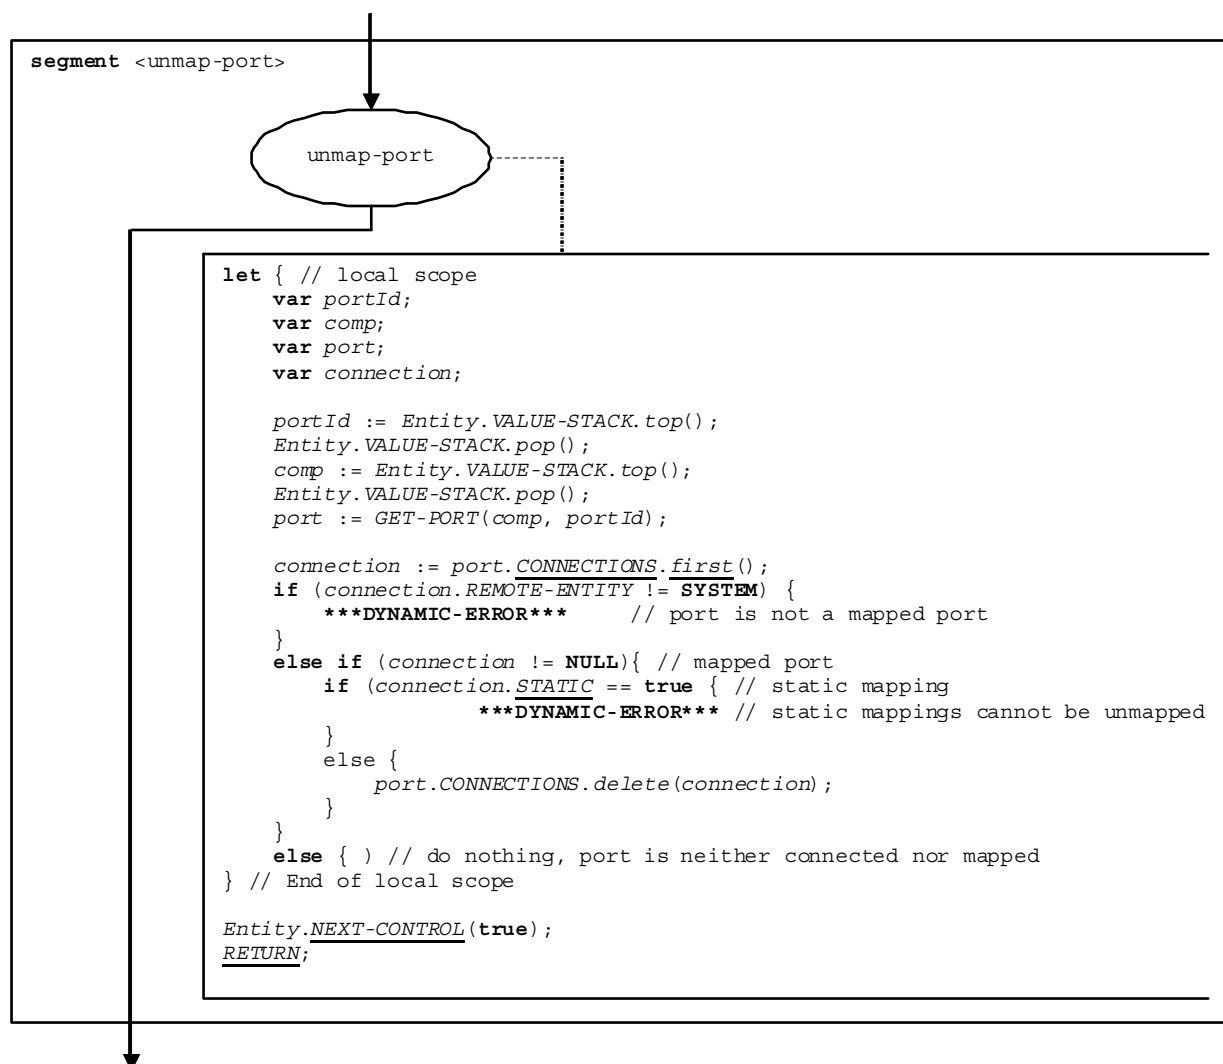 segment <unmap-port>
unmap-port
let { // local scope
var portId;
var comp;
var port;
var connection;
portId := Entity.VALUE-STACK.top();
Entity.VALUE-STACK.pop();
comp := Entity.VALUE-STACK.top();
Entity.VALUE-STACK.pop();
port := GET-PORT(comp, portId);
connection := port.CONNECTIONS.first();
if (connection.REMOTE-ENTITY != SYSTEM) {
***DYNAMIC-ERROR*** // port is not a mapped port
}
else if (connection != NULL){ // mapped port
if (connection.STATIC == true { // static mapping
***DYNAMIC-ERROR*** // static mappings cannot be unmapped
}
else {
port.CONNECTIONS.delete(connection);
}
}
else { ) // do nothing, port is neither connected nor mapped
} // End of local scope
Entity.NEXT-CONTROL(true);
RETURN;